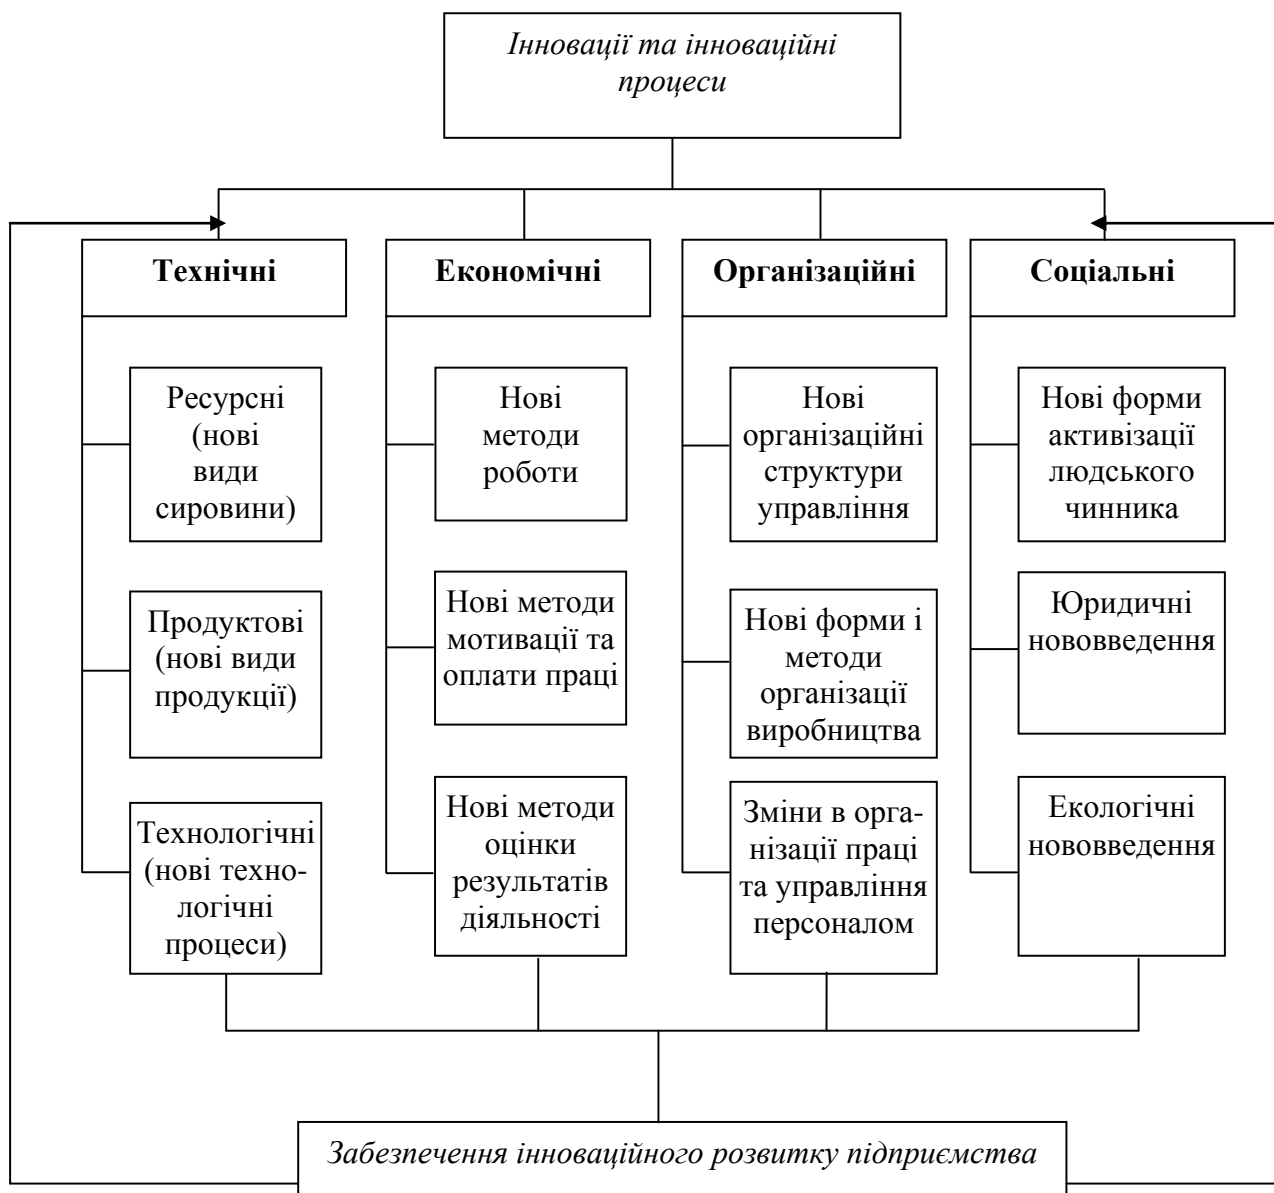 Інновації та інноваційні
процеси
Технічні
Економічні
Організаційні
Соціальні
Ресурсні
(нові
види
сировини)
Продуктові
(нові види
продукції)
Технологічні
(нові техно-
логічні
процеси)
Нові
методи
роботи
Нові методи
мотивації та
оплати праці
Нові методи
оцінки
результатів
діяльності
Нові
організаційні
структури
управління
Нові форми і
методи
організації
виробництва
Зміни в орга-
нізації праці
та управління
персоналом
Нові форми
активізації
людського
чинника
Юридичні
нововведення
Екологічні
нововведення
Забезпечення інноваційного розвитку підприємства